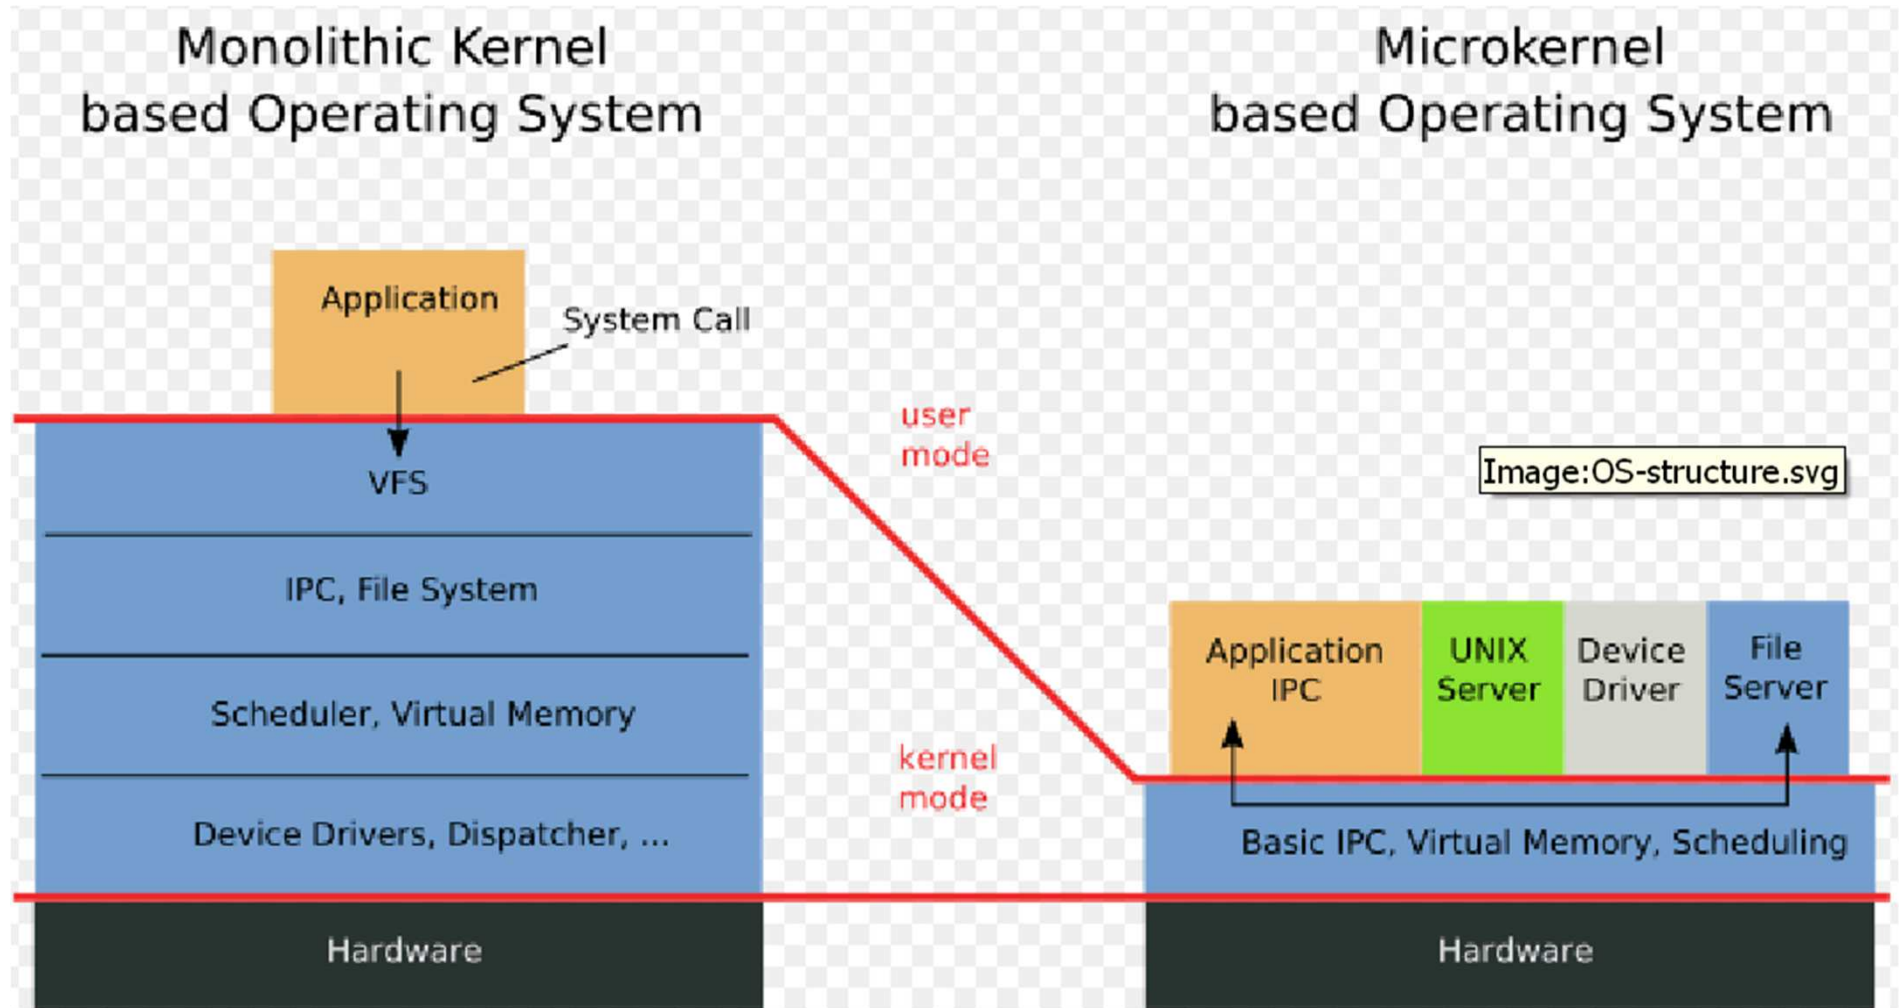 Monolithic Kernel
based Operating System
Microkernel
based Operating System
Application
System Call
user
mode
VFS
Image:OS-structure.svg
IPC, File System
Application
IPC
UNIX
Server
Device
Driver
File
Server
Scheduler, Virtual Memory
kernel
mode
Device Drivers, Dispatcher, ...
Basic IPC, Virtual Memory, Scheduling
Hardware
Hardware